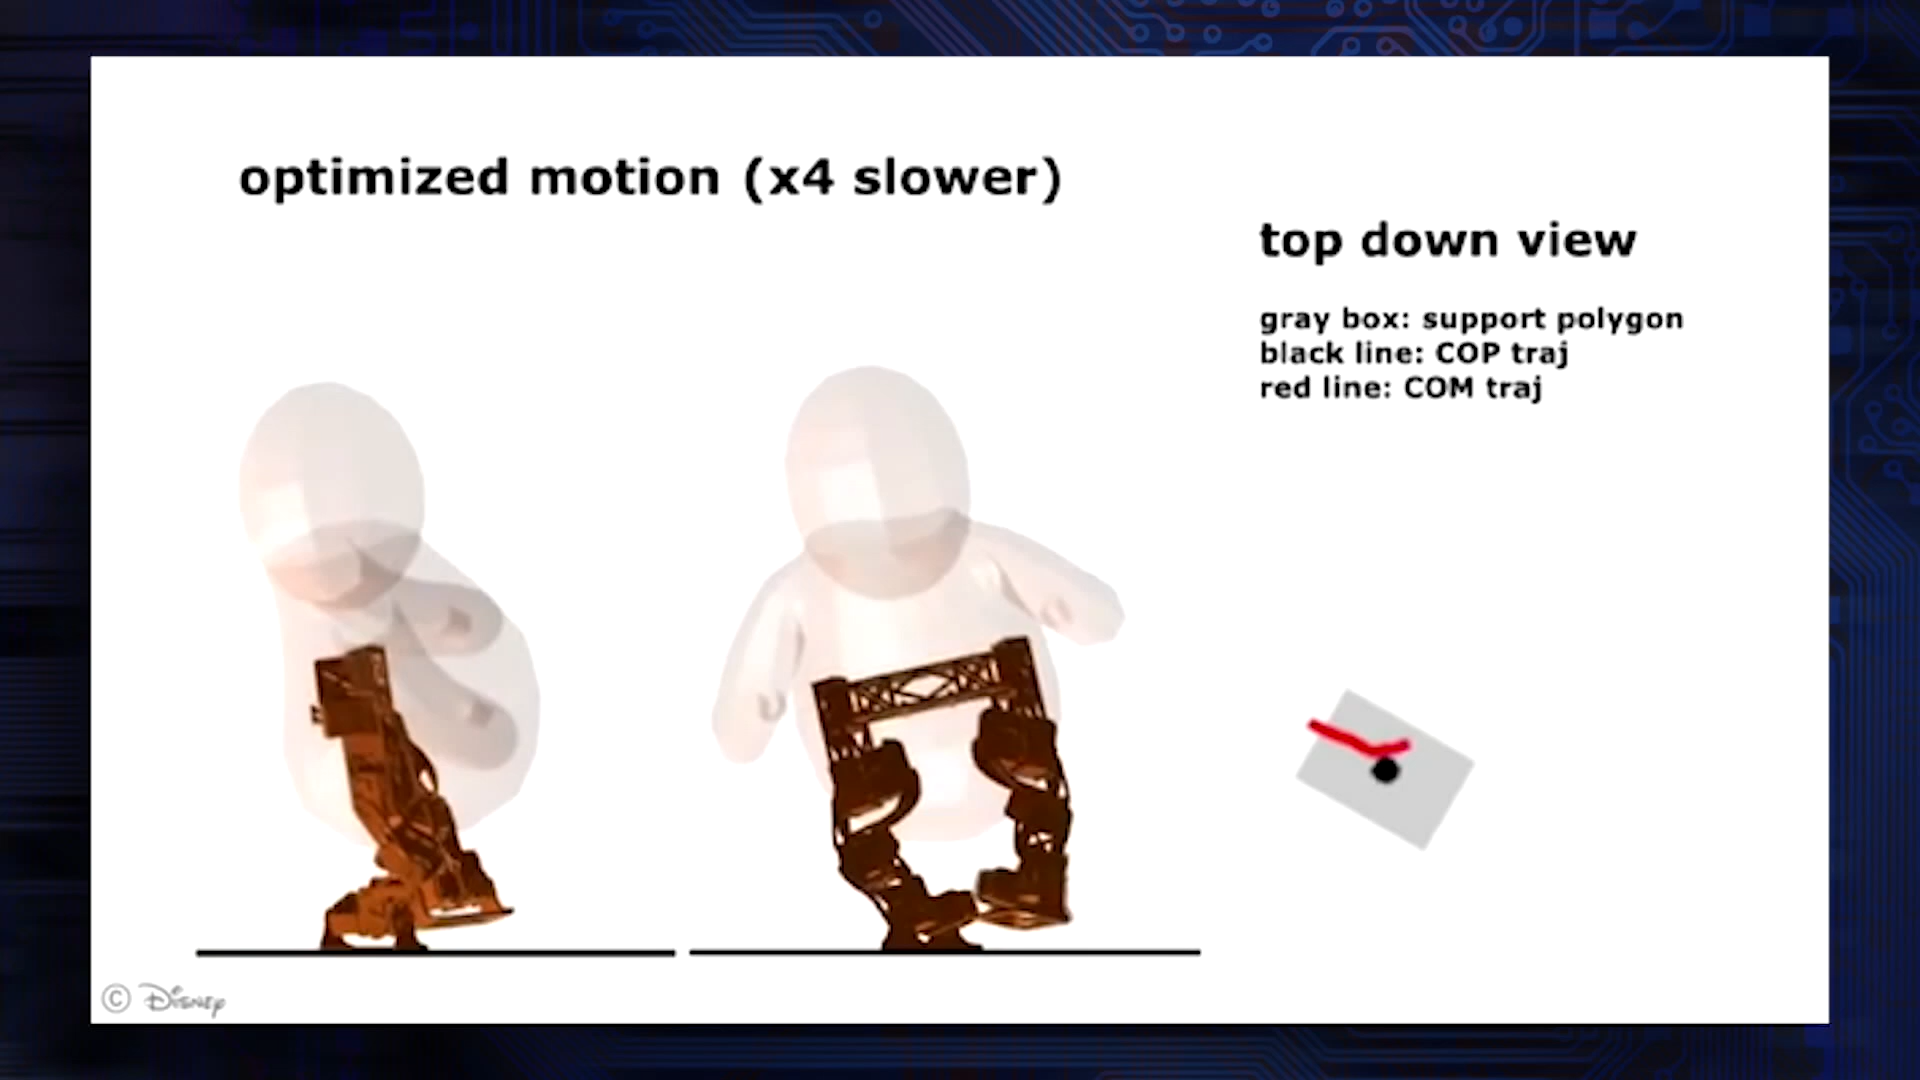 optimized motion (x4 slower)
top down view
gray box: support polygon
black line: COP traj
red line: COM traj
© Disney